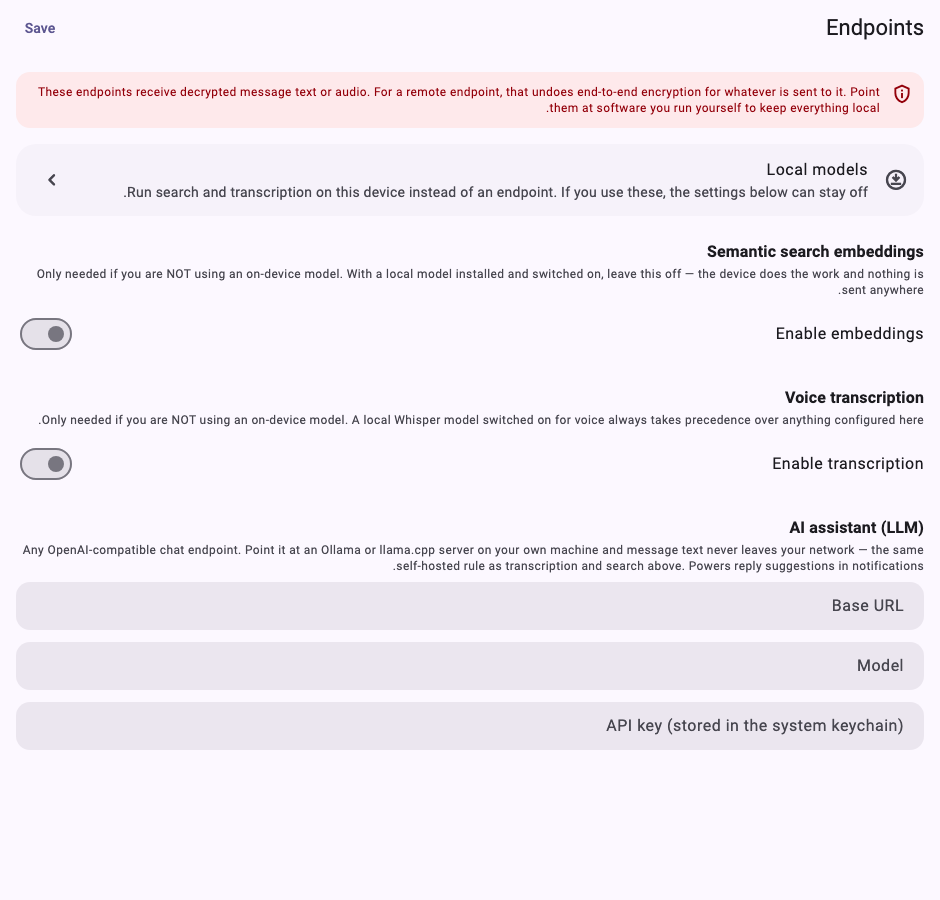 Endpoints
Save
These endpoints receive decrypted message text or audio. For a remote endpoint, that undoes end-to-end encryption for whatever is sent to it. Point
them at software you run yourself to keep everything local.
Local models
Run search and transcription on this device instead of an endpoint. If you use these, the settings below can stay off.
Semantic search embeddings
Only needed if you are NOT using an on-device model. With a local model installed and switched on, leave this off — the device does the work and nothing is
sent anywhere.
Enable embeddings
Voice transcription
Only needed if you are NOT using an on-device model. A local Whisper model switched on for voice always takes precedence over anything configured here.
Enable transcription
AI assistant (LLM)
Any OpenAI-compatible chat endpoint. Point it at an Ollama or llama.cpp server on your own machine and message text never leaves your network — the same
self-hosted rule as transcription and search above. Powers reply suggestions in notifications.
Base URL
Model
API key (stored in the system keychain)